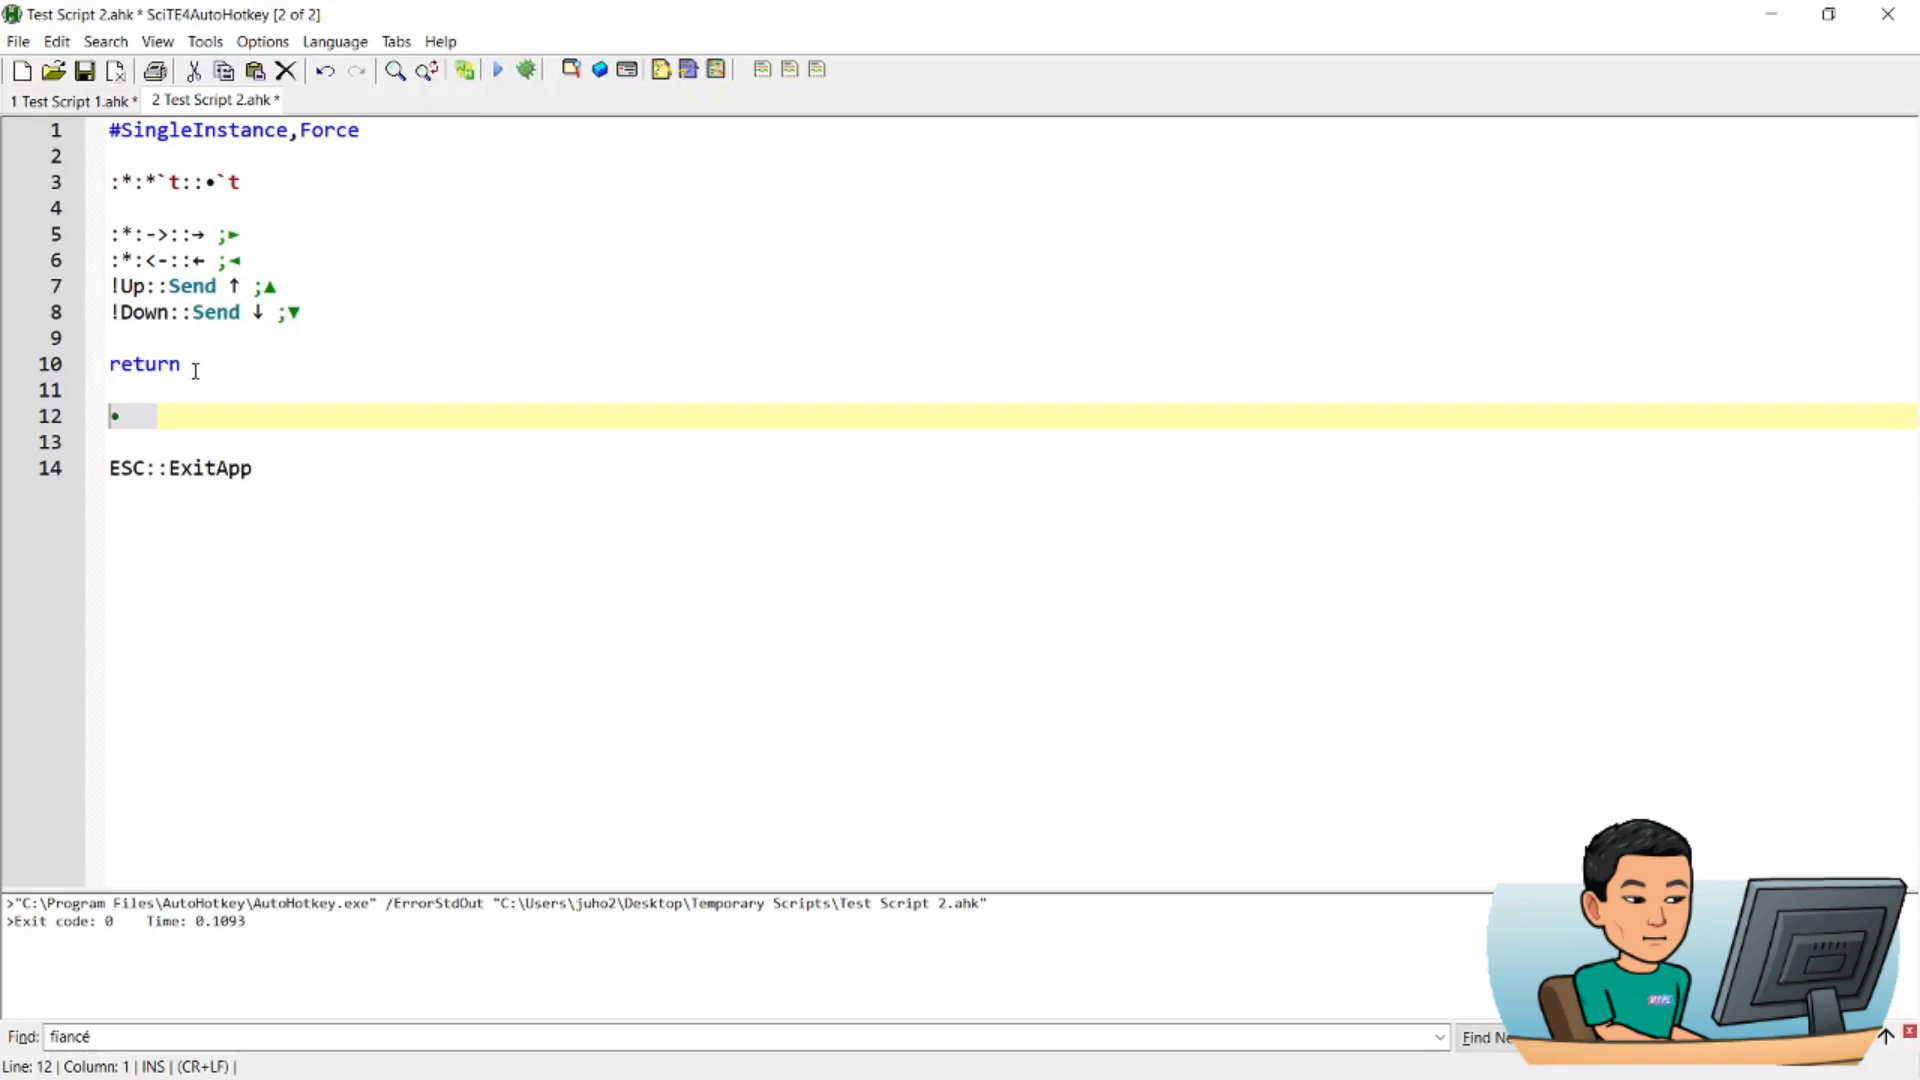 Test Script 2.ahk * SciTE4AutoHotkey [2 of 2]
File Edit Search View Tools Options Language Tabs Help
1 Test Script 1.ahk * 2 Test Script 2.ahk *
1 #SingleInstance,Force
2
3 :*:*`t::•`t
4
5 :*:->::→ ;►
6 :*:<-::← ;◄
7 !Up::Send ↑ ;▲
8 !Down::Send ↓ ;▼
9
10 return
11
12 •
13
14 ESC::ExitApp
>"C:\Program Files\AutoHotkey\AutoHotkey.exe" /ErrorStdOut "C:\Users\juho2\Desktop\Temporary Scripts\Test Script 2.ahk"
>Exit code: 0 Time: 0.1093
Find: fiancé Find Ne
Line: 12 | Column: 1 | INS | (CR+LF) |